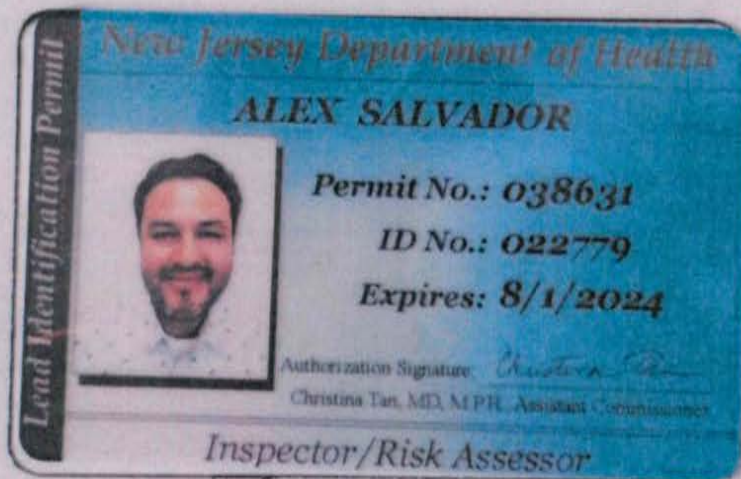 New Jersey Department of Health
Lead Identification Permit
ALEX SALVADOR
Permit No.: 038631
ID No.: 022779
Expires: 8/1/2024
Authorization Signature:
Christina Tan, MD, M.P.H., Assistant Commissioner
Inspector/Risk Assessor